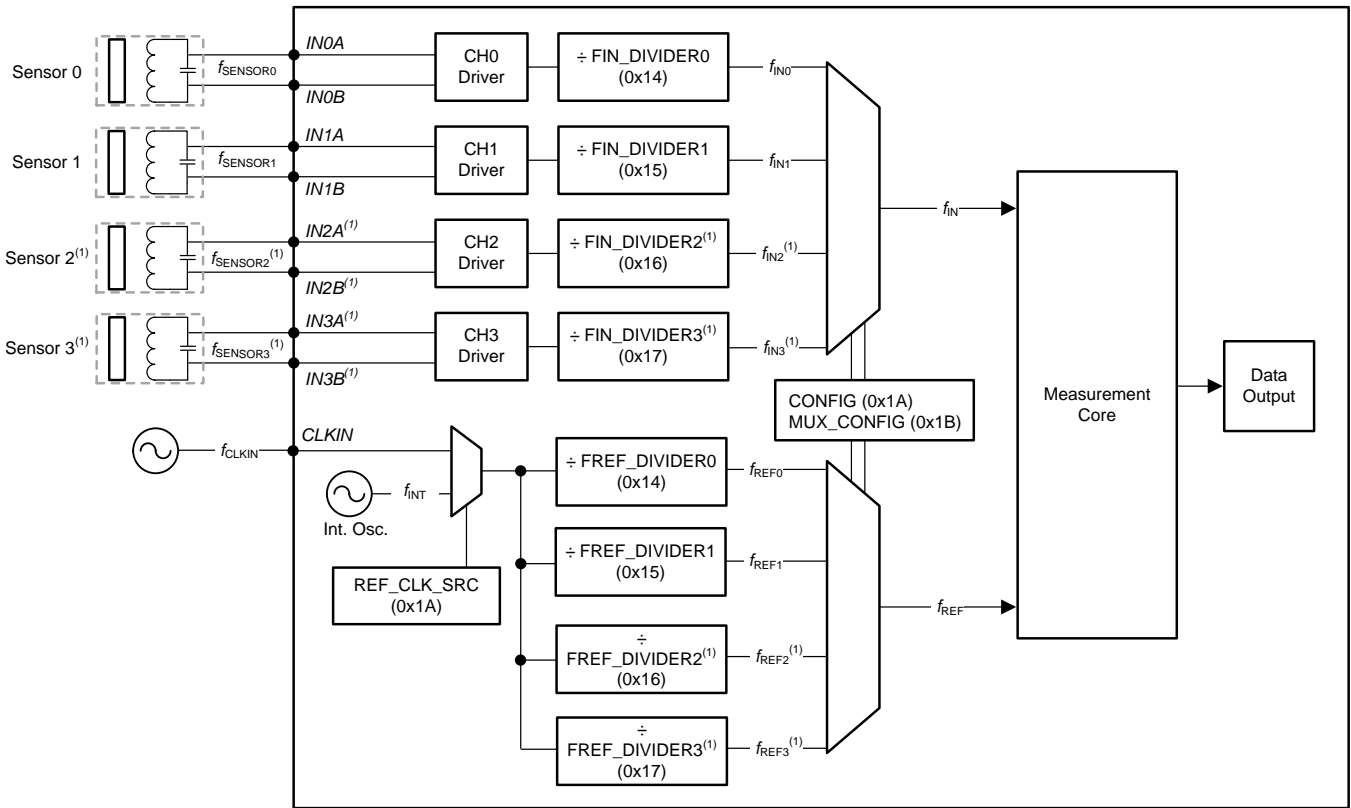 Sensor 0
fSENSOR0
IN0A
IN0B
CH0
Driver
÷ FIN_DIVIDER0
(0x14)
fIN0
Sensor 1
fSENSOR1
IN1A
IN1B
CH1
Driver
÷ FIN_DIVIDER1
(0x15)
fIN1
Sensor 2(1)
fSENSOR2(1)
IN2A(1)
IN2B(1)
CH2
Driver
÷ FIN_DIVIDER2(1)
(0x16)
fIN2(1)
Sensor 3(1)
fSENSOR3(1)
IN3A(1)
IN3B(1)
CH3
Driver
÷ FIN_DIVIDER3(1)
(0x17)
fIN3(1)
fIN
CONFIG (0x1A)
MUX_CONFIG (0x1B)
Measurement
Core
Data
Output
fCLKIN
CLKIN
fINT
Int. Osc.
REF_CLK_SRC
(0x1A)
÷ FREF_DIVIDER0
(0x14)
fREF0
÷ FREF_DIVIDER1
(0x15)
fREF1
÷
FREF_DIVIDER2(1)
(0x16)
fREF2(1)
÷
FREF_DIVIDER3(1)
(0x17)
fREF3(1)
fREF